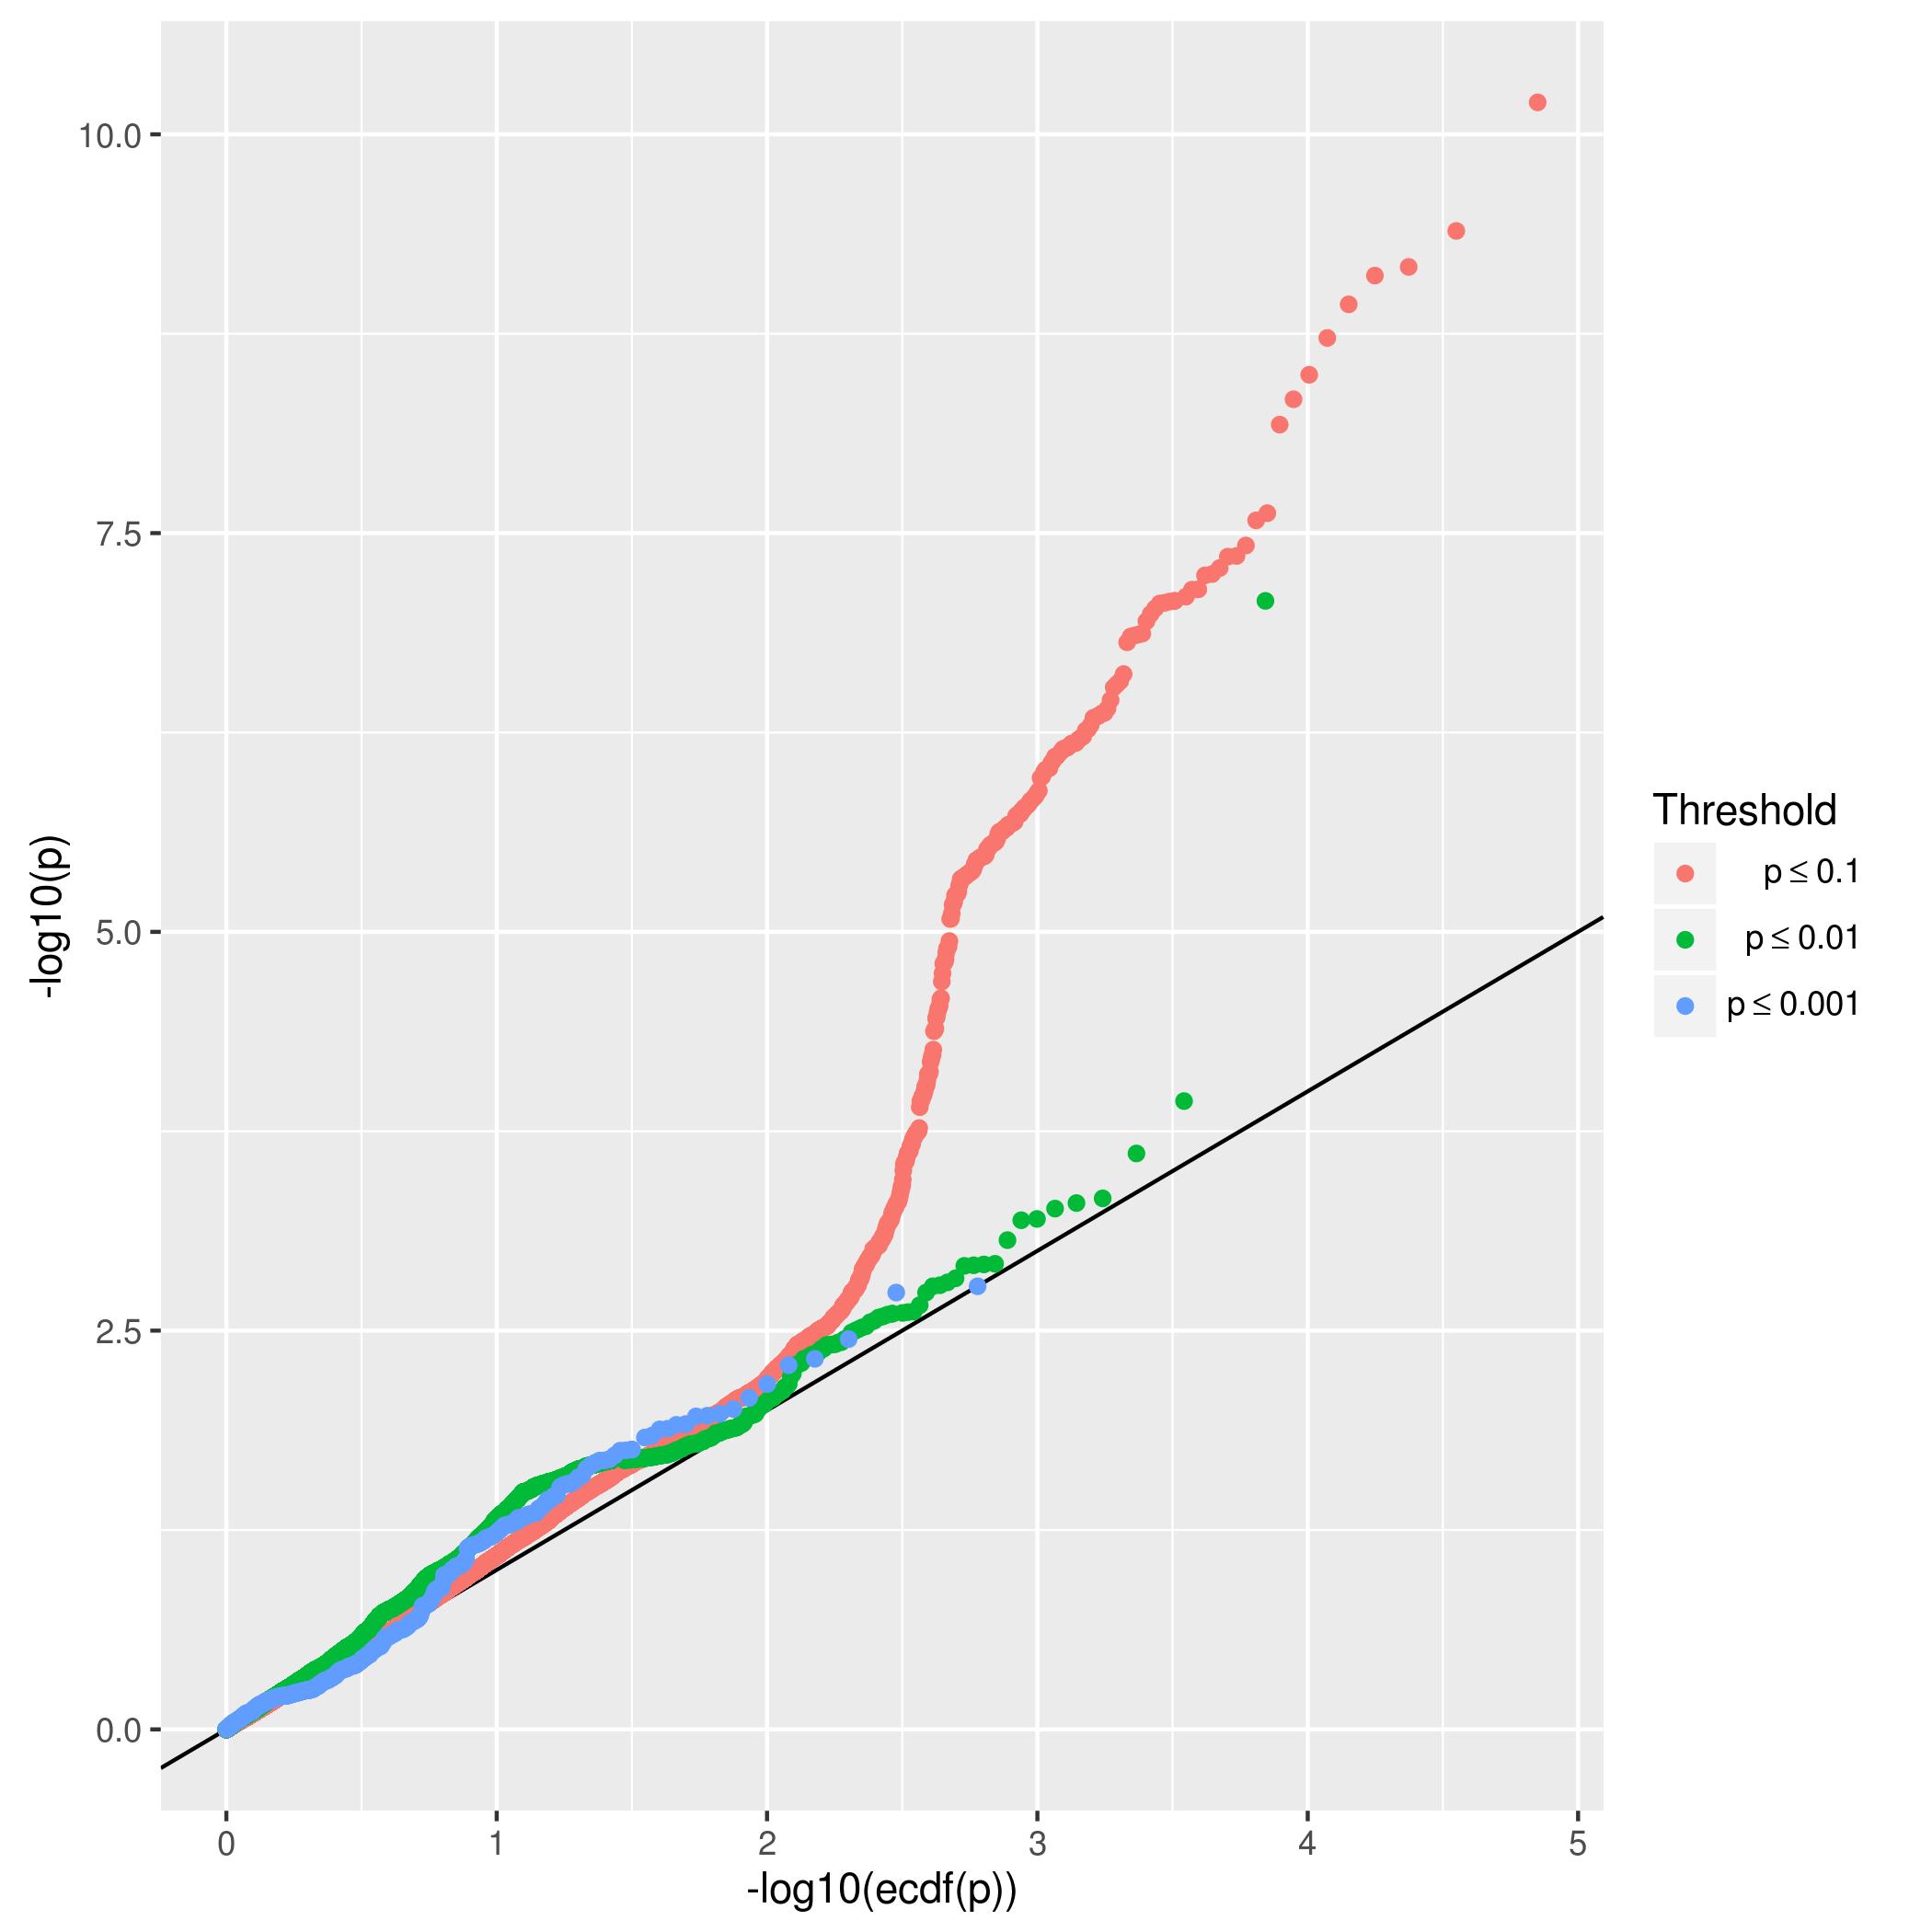 10.0
7.5
5.0
2.5
0.0
-log10(p)
0
1
2
3
4
5
-log10(ecdf(p))
Threshold
p ≤ 0.1
p ≤ 0.01
p ≤ 0.001